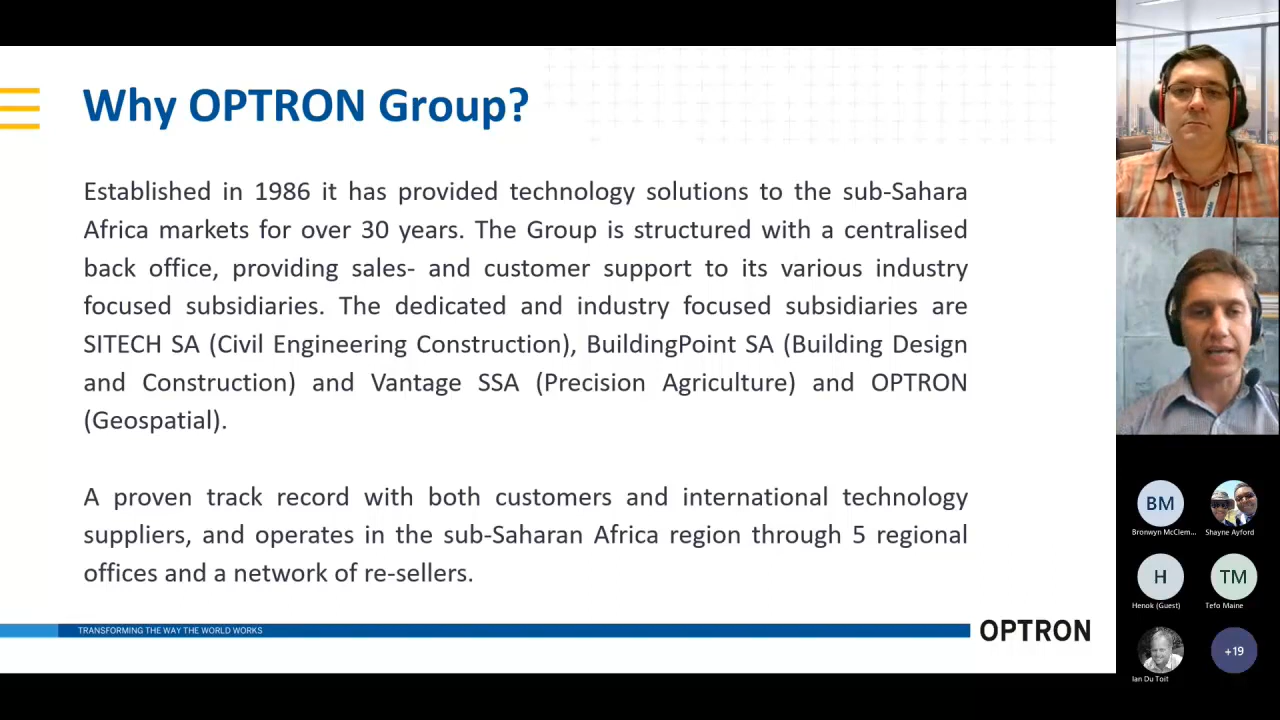 Why OPTRON Group?
Established in 1986 it has provided technology solutions to the sub-Sahara
Africa markets for over 30 years. The Group is structured with a centralised
back office, providing sales- and customer support to its various industry
focused subsidiaries. The dedicated and industry focused subsidiaries are
SITECH SA (Civil Engineering Construction), BuildingPoint SA (Building Design
and Construction) and Vantage SSA (Precision Agriculture) and OPTRON
(Geospatial).
A proven track record with both customers and international technology
suppliers, and operates in the sub-Saharan Africa region through 5 regional
offices and a network of re-sellers.
TRANSFORMING THE WAY THE WORLD WORKS
OPTRON
BM
Bronwyn McClem...
Shayne Ayford
H
TM
Henok (Guest)
Tefo Maine
+19
Ian Du Toit